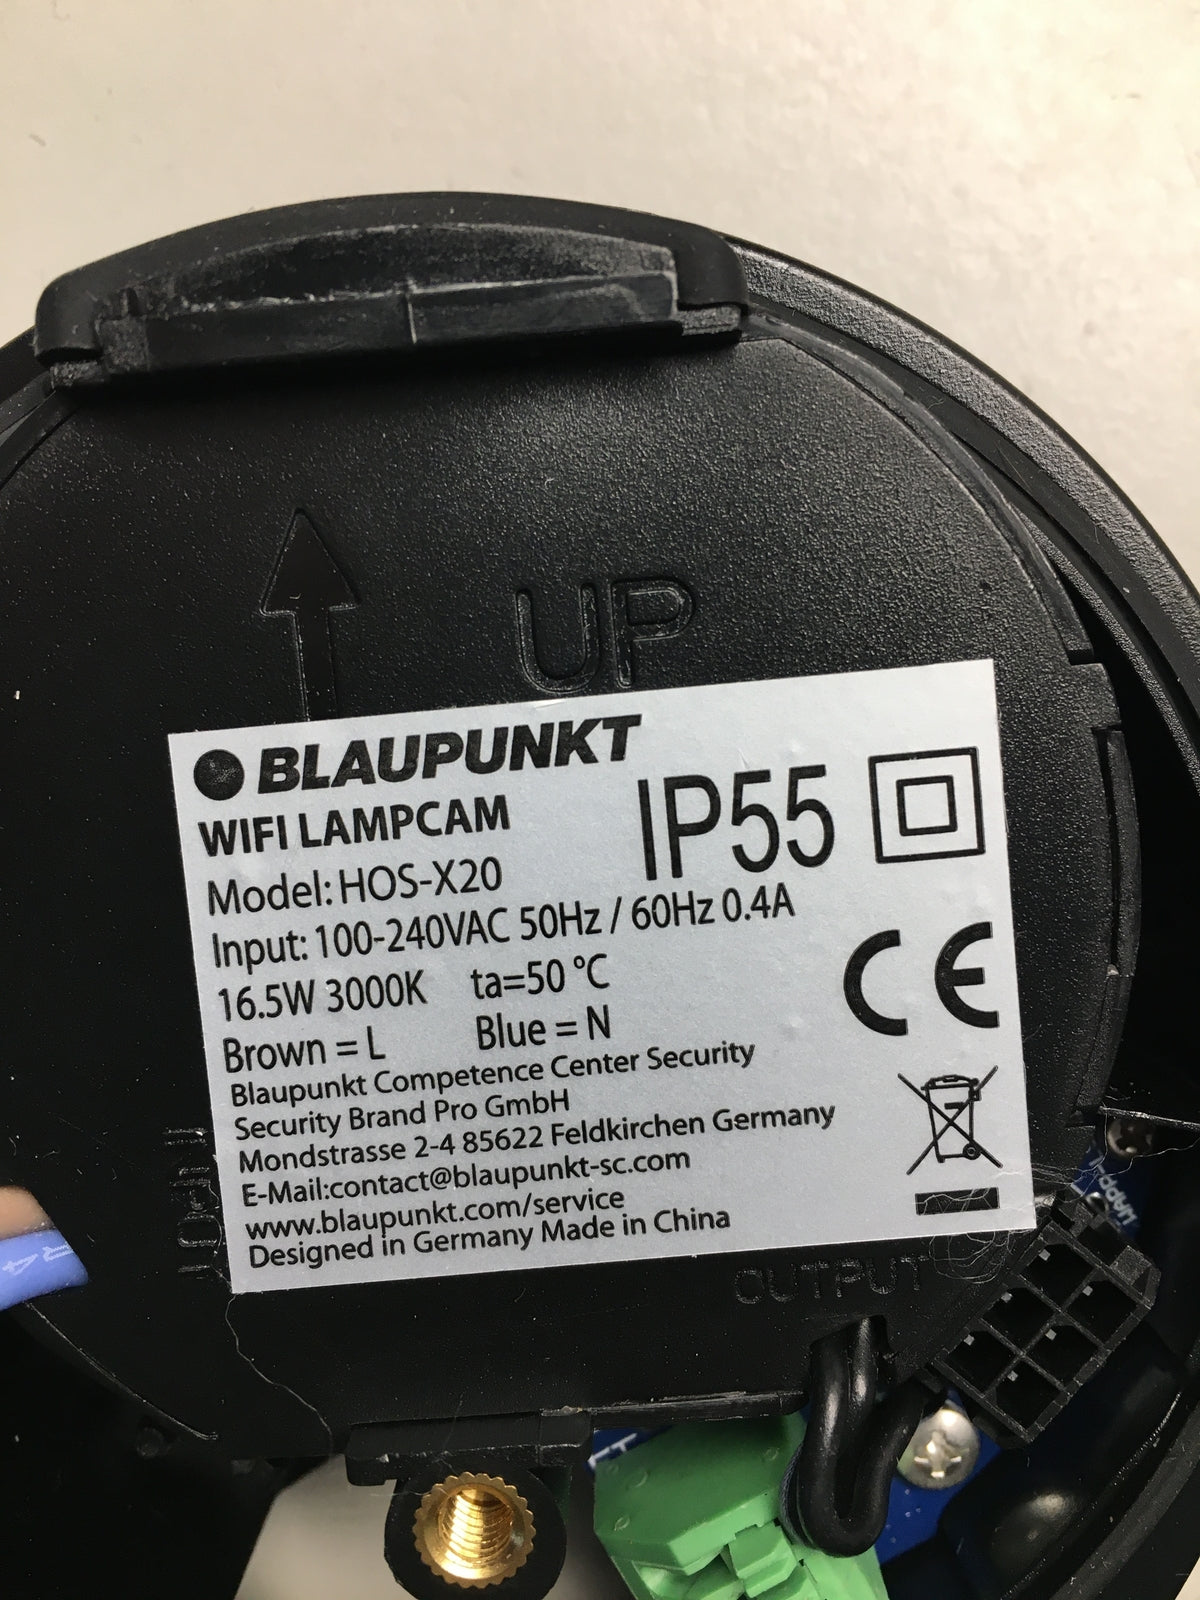 UP
BLAUPUNKT
WIFI LAMPCAM
IP55
Model: HOS-X20
Input: 100-240VAC 50Hz / 60Hz 0.4A
16.5W 3000K ta=50 °C
Brown = L Blue = N
CE
Blaupunkt Competence Center Security
Security Brand Pro GmbH
Mondstrasse 2-4 85622 Feldkirchen Germany
E-Mail:contact@blaupunkt-sc.com
www.blaupunkt.com/service
Designed in Germany Made in China
OUTPUT